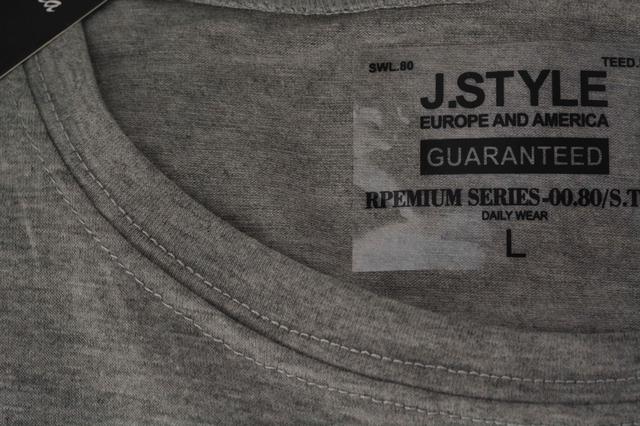 SWL.80
TEED.
J.STYLE
EUROPE AND AMERICA
GUARANTEED
RPEMIUM SERIES-00.80/S.T
DAILY WEAR
L